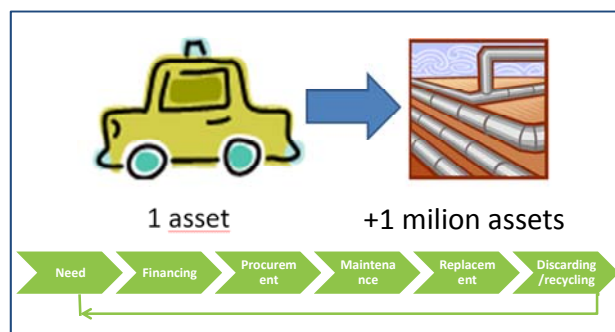 1 asset
+1 milion assets
Need
Financing
Procurem
ent
Maintena
nce
Replacem
ent
Discarding
/recycling